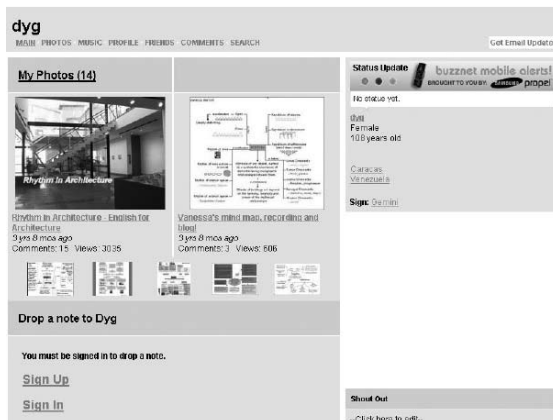 dyg
MAIN PHOTOS MUSIC PROFILE FRIENDS COMMENTS SEARCH
Get Email Update
My Photos (14)
Rhythm in Architecture
Rhythm in Architecture - English for
Architecture
3 yrs 8 mos ago
Comments: 15 Views: 3035
Vanessa's mind map, recording and
blog!
3 yrs 8 mos ago
Comments: 3 Views: 606
Drop a note to Dyg
You must be signed in to drop a note.
Sign Up
Sign In
Status Update
buzznet mobile alerts!
BROUGHT TO YOU BY: SAMSUNG propel
No status yet.
dyg
Female
108 years old
Caracas
Venezuela
Sign: Gemini
Shout Out
--Click here to edit--